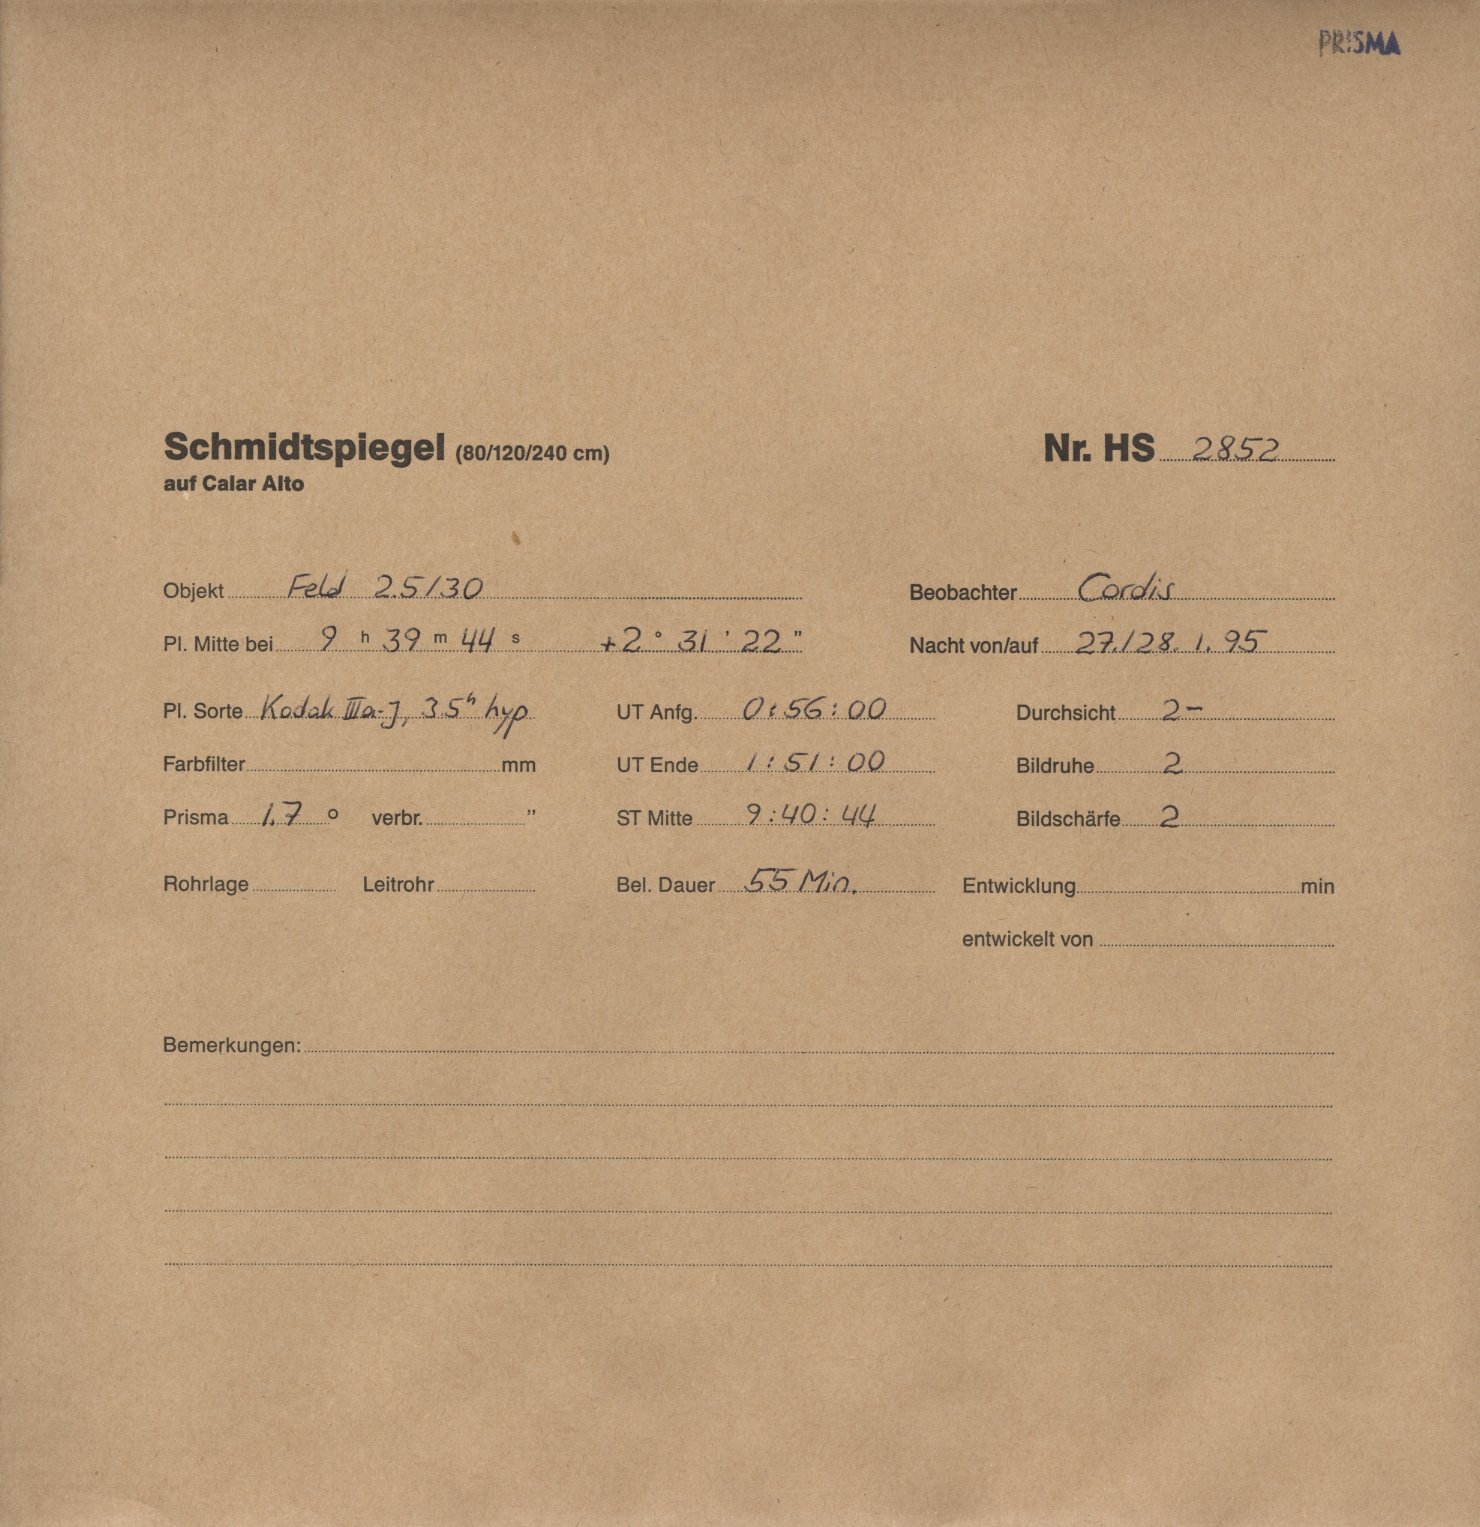 PRISMA
Schmidtspiegel (80/120/240 cm) Nr. HS 2852
auf Calar Alto
Objekt Feld 2.5/30 Beobachter Cordis
Pl. Mitte bei 9 h 39 m 44 s +2 ° 31 ' 22 " Nacht von/auf 27./28. 1. 95
Pl. Sorte Kodak IIIa-J, 3.5h hyp UT Anfg. 0:56:00 Durchsicht 2-
Farbfilter mm UT Ende 1:51:00 Bildruhe 2
Prisma 1.7 ° verbr. " ST Mitte 9:40:44 Bildschärfe 2
Rohrlage Leitrohr Bel. Dauer 55 Min. Entwicklung min
entwickelt von
Bemerkungen: